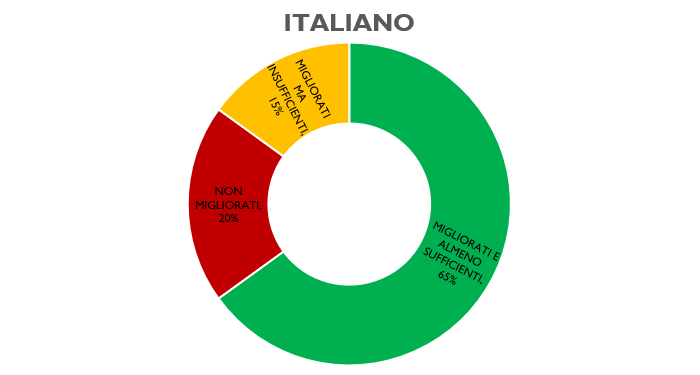 ITALIANO
MIGLIORATI
MA
INSUFFICIENTI,
15%
NON
MIGLIORATI,
20%
MIGLIORATI E
ALMENO
SUFFICIENTI,
65%